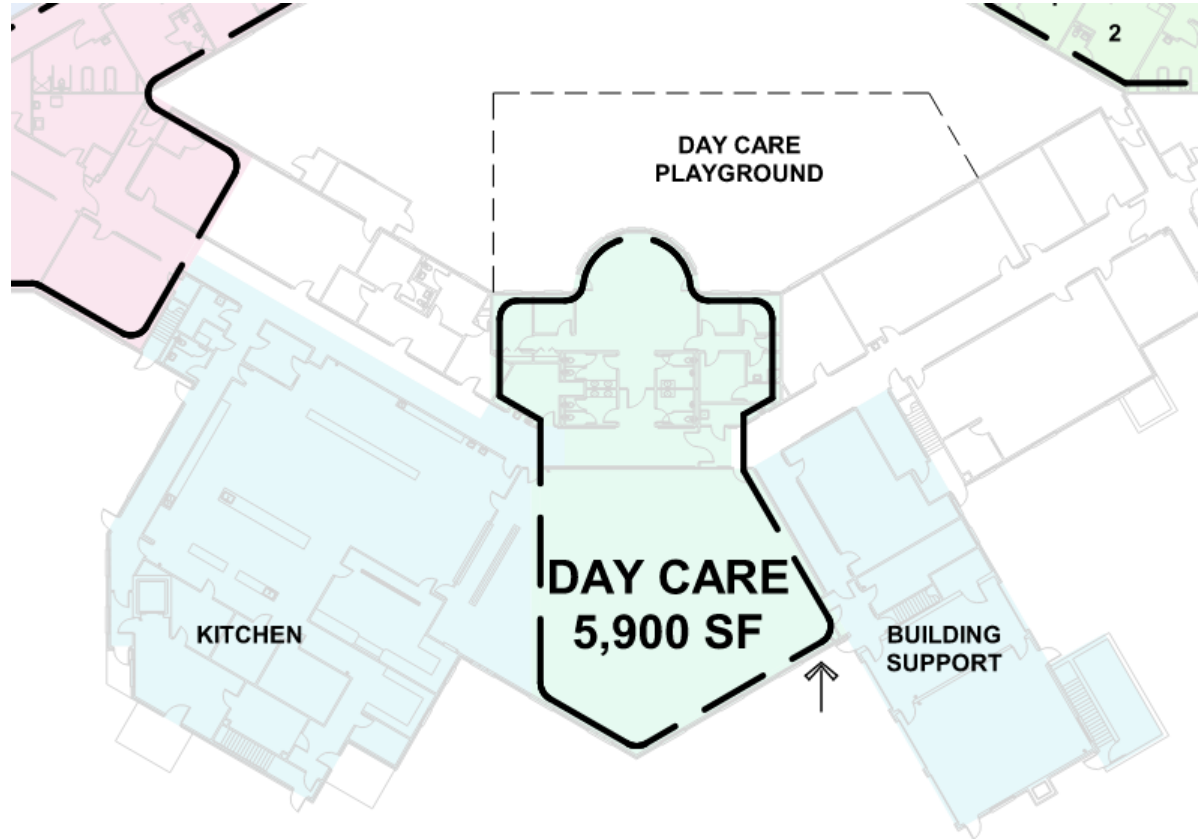 2
DAY CARE
PLAYGROUND
DAY CARE
5,900 SF
KITCHEN
BUILDING
SUPPORT